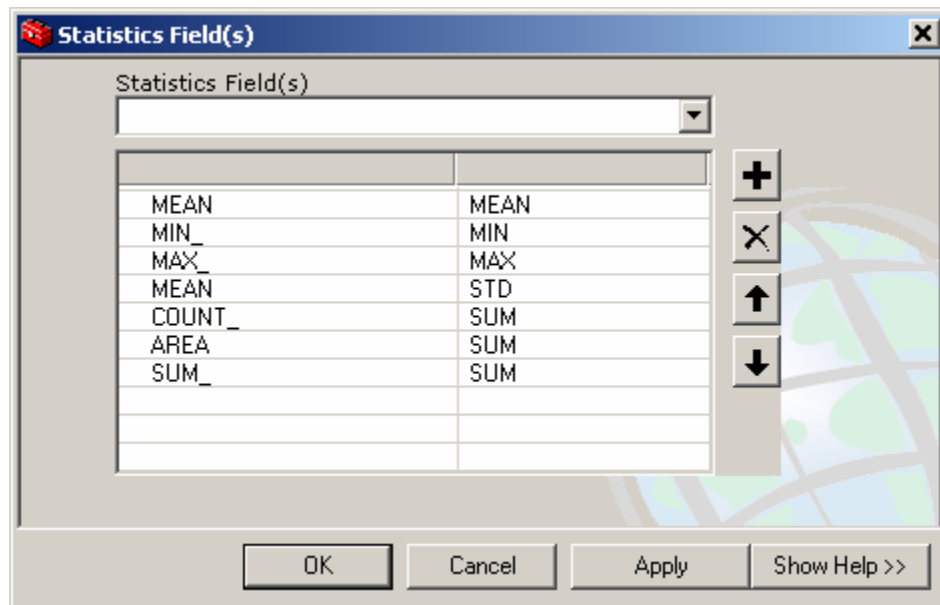 Statistics Field(s)
Statistics Field(s)
MEAN MEAN
MIN_ MIN
MAX_ MAX
MEAN STD
COUNT_ SUM
AREA SUM
SUM_ SUM
OK Cancel Apply Show Help >>